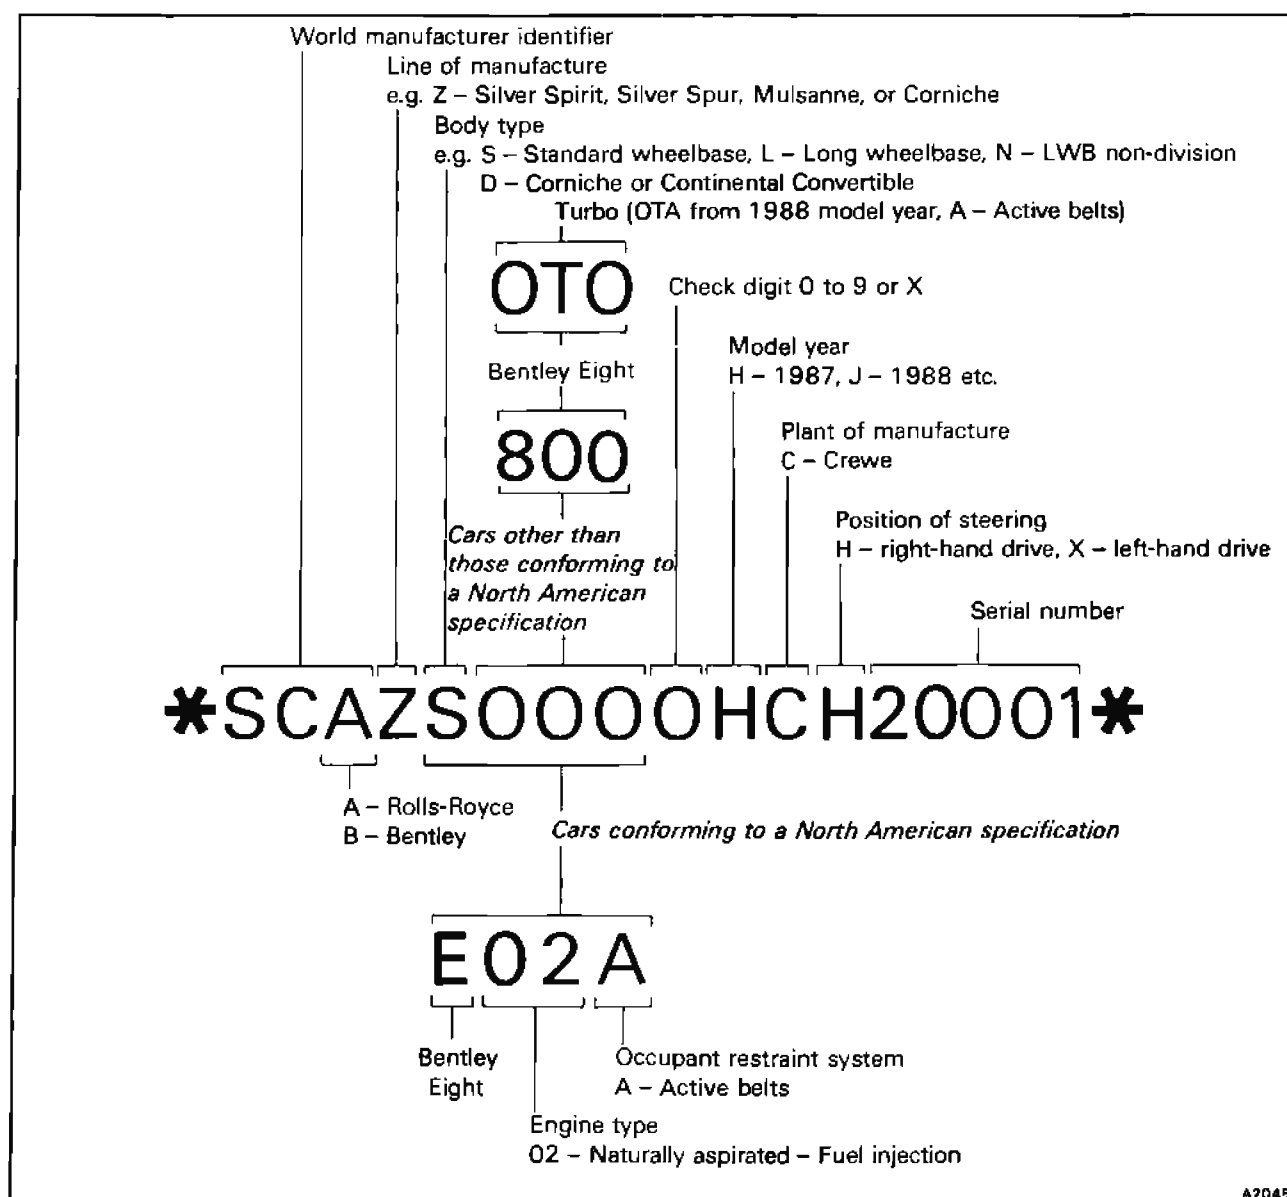 World manufacturer identifier
Line of manufacture
e.g. Z – Silver Spirit, Silver Spur, Mulsanne, or Corniche
Body type
e.g. S – Standard wheelbase, L – Long wheelbase, N – LWB non-division
D – Corniche or Continental Convertible
Turbo (OTA from 1988 model year, A – Active belts)
OTO
Check digit 0 to 9 or X
Model year
H – 1987, J – 1988 etc.
Bentley Eight
800
Plant of manufacture
C – Crewe
Position of steering
H – right-hand drive, X – left-hand drive
Cars other than
those conforming to
a North American
specification
Serial number
*SCAZS0000HCH20001*
A – Rolls-Royce
B – Bentley
Cars conforming to a North American specification
E02A
Bentley
Eight
Occupant restraint system
A – Active belts
Engine type
02 – Naturally aspirated – Fuel injection